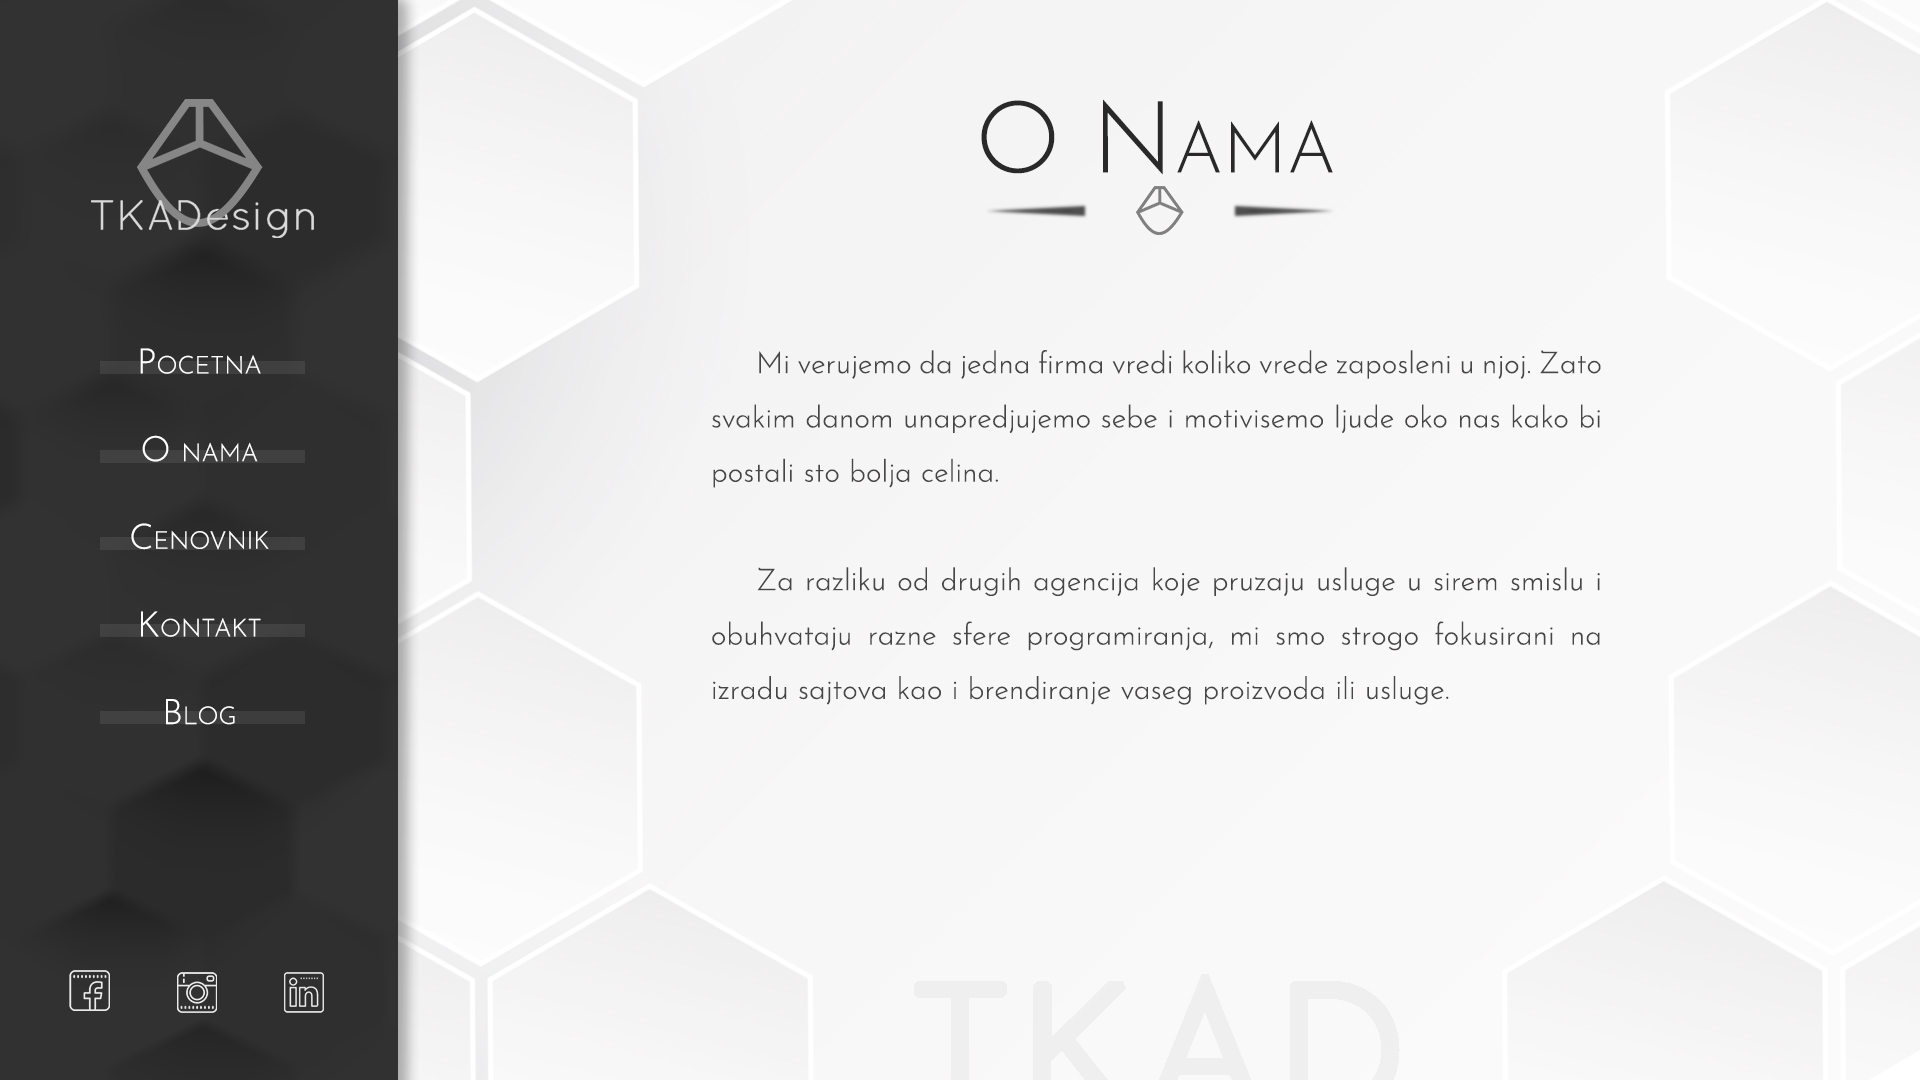 TKADesign
Pocetna
O nama
Cenovnik
Kontakt
Blog
O Nama
Mi verujemo da jedna firma vredi koliko vrede zaposleni u njoj. Zato
svakim danom unapredjujemo sebe i motivisemo ljude oko nas kako bi
postali sto bolja celina.
Za razliku od drugih agencija koje pruzaju usluge u sirem smislu i
obuhvataju razne sfere programiranja, mi smo strogo fokusirani na
izradu sajtova kao i brendiranje vaseg proizvoda ili usluge.
f
in
TKAD